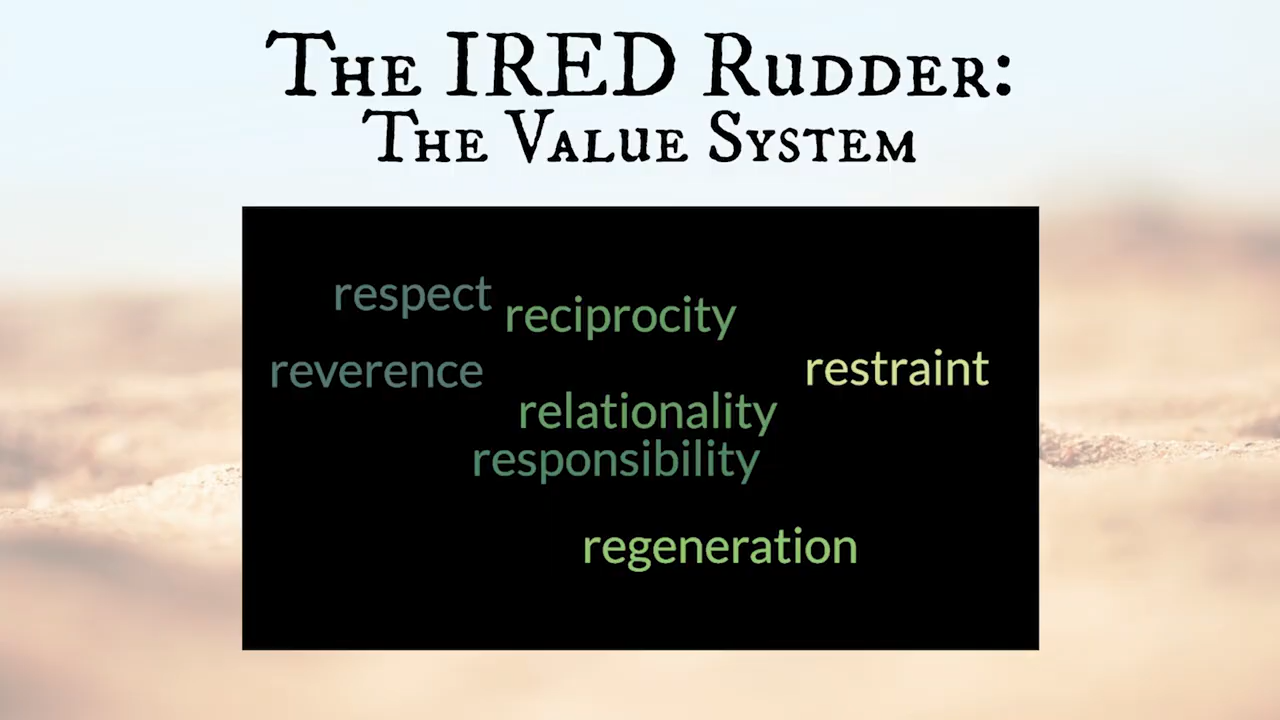 The IRED Rudder:
The Value System
respect
reciprocity
reverence
restraint
relationality
responsibility
regeneration